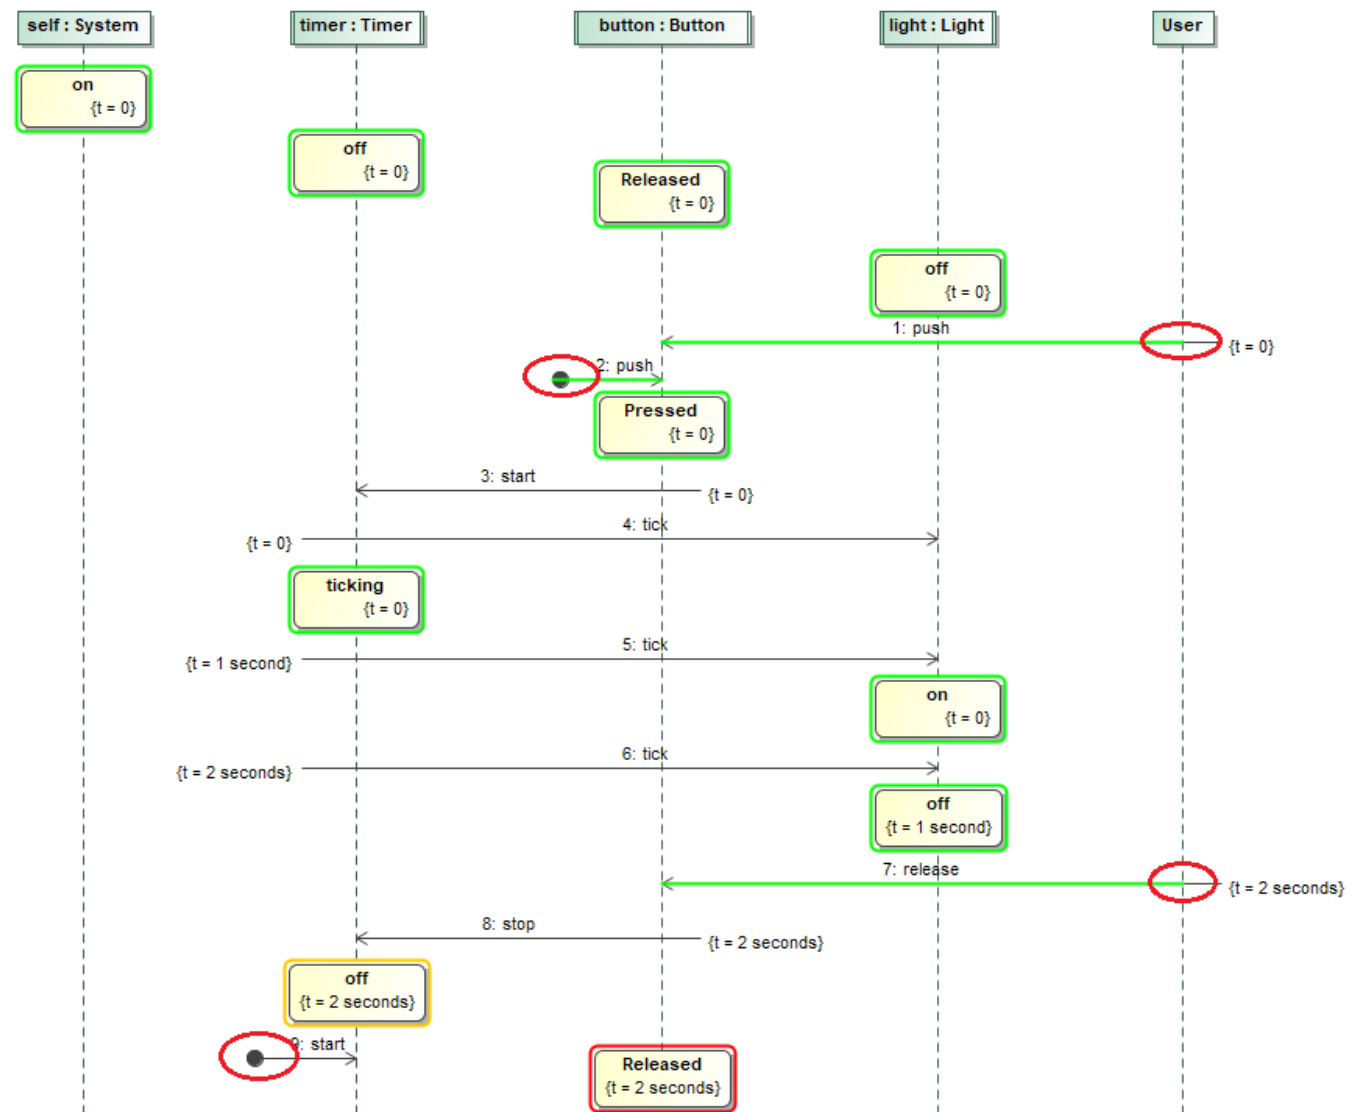 self : System
timer : Timer
button : Button
light : Light
User
on
{t = 0}
off
{t = 0}
Released
{t = 0}
off
{t = 0}
1: push
{t = 0}
2: push
Pressed
{t = 0}
3: start
{t = 0}
4: tick
{t = 0}
ticking
{t = 0}
5: tick
{t = 1 second}
on
{t = 0}
6: tick
{t = 2 seconds}
off
{t = 1 second}
7: release
{t = 2 seconds}
8: stop
{t = 2 seconds}
off
{t = 2 seconds}
9: start
Released
{t = 2 seconds}